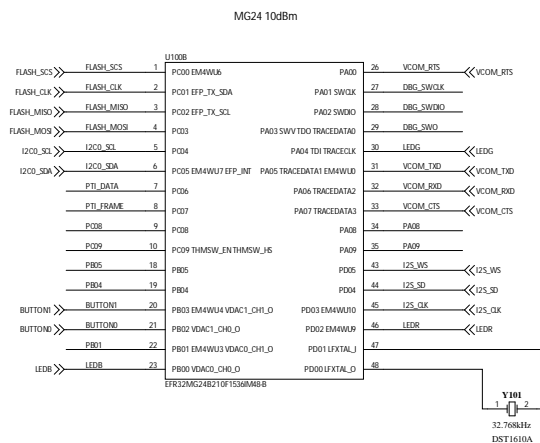 MG24 10dBm
U100B
FLASH_SCS FLASH_SCS 1 PC00 EM4WU6 PA00 26 VCOM_RTS VCOM_RTS
FLASH_CLK FLASH_CLK 2 PC01 EFP_TX_SDA PA01 SWCLK 27 DBG_SWCLK
FLASH_MISO FLASH_MISO 3 PC02 EFP_TX_SCL PA02 SWDIO 28 DBG_SWDIO
FLASH_MOSI FLASH_MOSI 4 PC03 PA03 SWV TDO TRACEDATA0 29 DBG_SWO
I2C0_SCL I2C0_SCL 5 PC04 PA04 TDI TRACECLK 30 LEDG LEDG
I2C0_SDA I2C0_SDA 6 PC05 EM4WU7 EFP_INT PA05 TRACEDATA1 EM4WU0 31 VCOM_TXD VCOM_TXD
PTI_DATA 7 PC06 PA06 TRACEDATA2 32 VCOM_RXD VCOM_RXD
PTI_FRAME 8 PC07 PA07 TRACEDATA3 33 VCOM_CTS VCOM_CTS
PC08 9 PC08 PA08 34 PA08
PC09 10 PC09 THMSW_EN THMSW_HS PA09 35 PA09
PB05 18 PB05 PD05 43 I2S_WS I2S_WS
PB04 19 PB04 PD04 44 I2S_SD I2S_SD
BUTTON1 BUTTON1 20 PB03 EM4WU4 VDAC1_CH1_O PD03 EM4WU10 45 I2S_CLK I2S_CLK
BUTTON0 BUTTON0 21 PB02 VDAC1_CH0_O PD02 EM4WU9 46 LEDR LEDR
PB01 22 PB01 EM4WU3 VDAC0_CH1_O PD01 LFXTAL_I 47
LEDB LEDB 23 PB00 VDAC0_CH0_O PD00 LFXTAL_O 48
EFR32MG24B210F1536IM48-B
Y101
1 2
32.768kHz
DST1610A